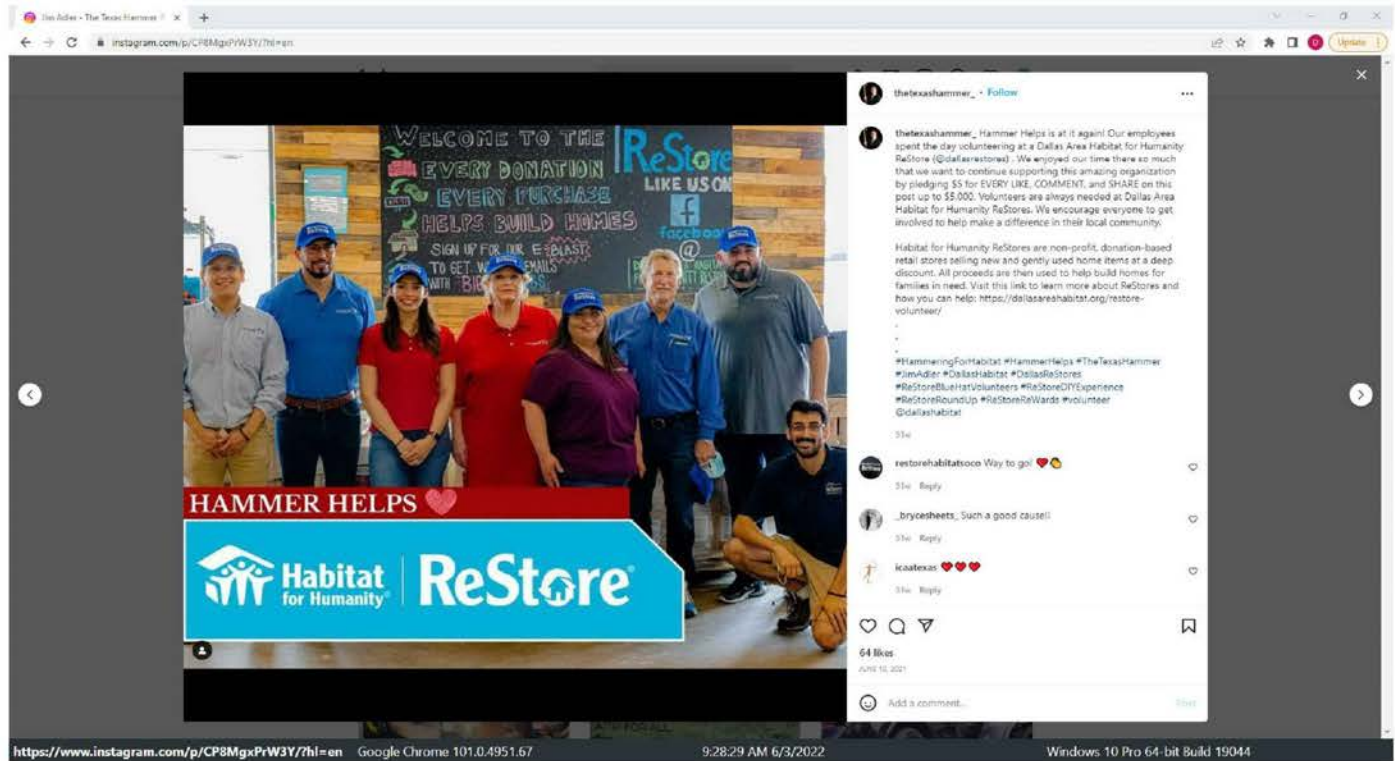 Jim Adler - The Texas Hammer
instagram.com/p/CP8MgxPrW3Y/?hl=en
Update
WELCOME TO THE
EVERY DONATION
EVERY PURCHASE
HELPS BUILD HOMES
SIGN UP FOR OUR E-BLAST
TO GET EMAILS
WITH
ReStore
LIKE US ON
f
facebook
@
HAMMER HELPS
Habitat
for Humanity®
ReStore®
thetexashammer_ • Follow
thetexashammer_ Hammer Helps is at it again! Our employees
spent the day volunteering at a Dallas Area Habitat for Humanity
ReStore (@dallasrestores) . We enjoyed our time there so much
that we want to continue supporting this amazing organization
by pledging $5 for EVERY LIKE, COMMENT, and SHARE on this
post up to $5,000. Volunteers are always needed at Dallas Area
Habitat for Humanity ReStores. We encourage everyone to get
involved to help make a difference in their local community.
Habitat for Humanity ReStores are non-profit, donation-based
retail stores selling new and gently used home items at a deep
discount. All proceeds are then used to help build homes for
families in need. Visit this link to learn more about ReStores and
how you can help: https://dallasareahabitat.org/restore-
volunteer/
.
.
.
#HammeringForHabitat #HammerHelps #TheTexasHammer
#JimAdler #DallasHabitat #DallasReStores
#ReStoreBlueHatVolunteers #ReStoreDIYExperience
#ReStoreRoundUp #ReStoreReWards #volunteer
@dallashabitat
51w
restorehabitatsoco Way to go! ❤️👏
51w Reply
_brycesheets_ Such a good cause!!
51w Reply
icaatexas ❤️❤️❤️
51w Reply
64 likes
JUNE 10, 2021
Add a comment...
Post
https://www.instagram.com/p/CP8MgxPrW3Y/?hl=en Google Chrome 101.0.4951.67 9:28:29 AM 6/3/2022 Windows 10 Pro 64-bit Build 19044